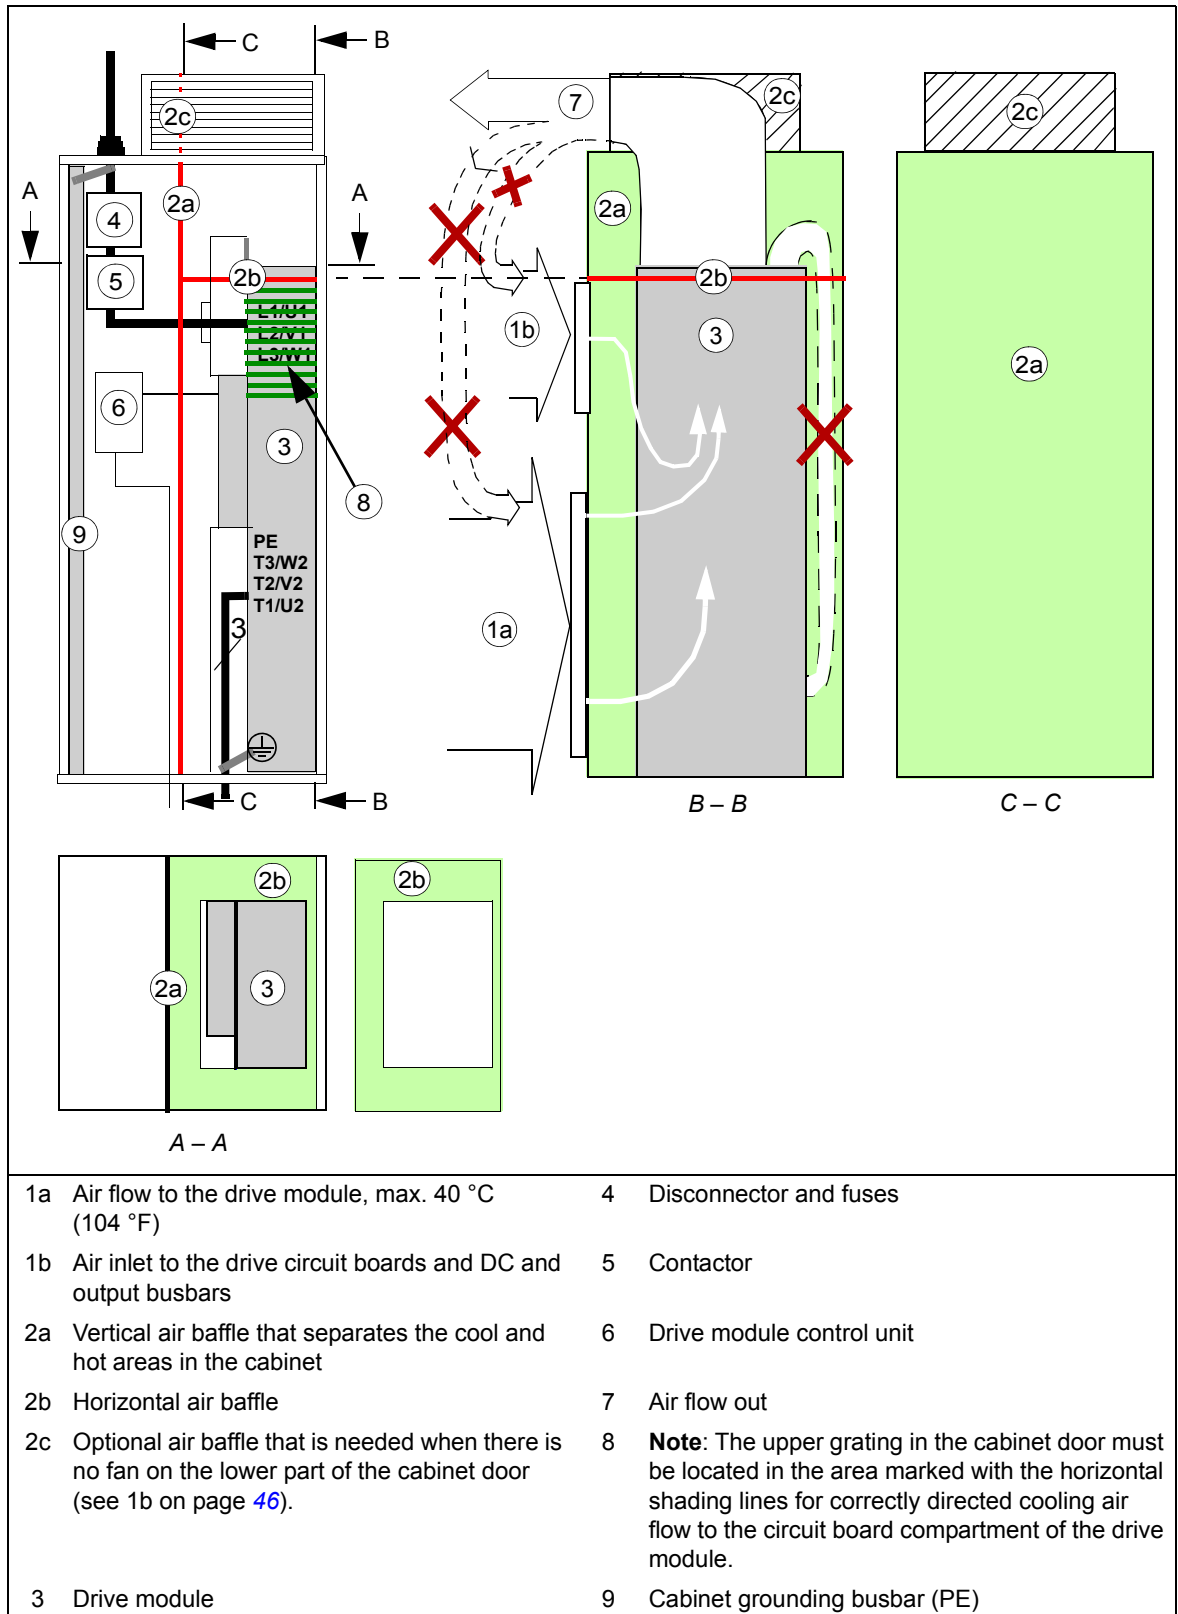 C
B
2c
A
4
5
2a
2b
A
L1/U1
L2/V1
L3/W1
6
3
8
9
PE
T3/W2
T2/V2
T1/U2
3
C
B
7
2c
2a
2b
1b
3
1a
B – B
2c
2a
C – C
2b
2a
3
2b
A – A
1a Air flow to the drive module, max. 40 °C
(104 °F)
1b Air inlet to the drive circuit boards and DC and
output busbars
2a Vertical air baffle that separates the cool and
hot areas in the cabinet
2b Horizontal air baffle
2c Optional air baffle that is needed when there is
no fan on the lower part of the cabinet door
(see 1b on page 46).
3 Drive module
4 Disconnector and fuses
5 Contactor
6 Drive module control unit
7 Air flow out
8 Note: The upper grating in the cabinet door must
be located in the area marked with the horizontal
shading lines for correctly directed cooling air
flow to the circuit board compartment of the drive
module.
9 Cabinet grounding busbar (PE)